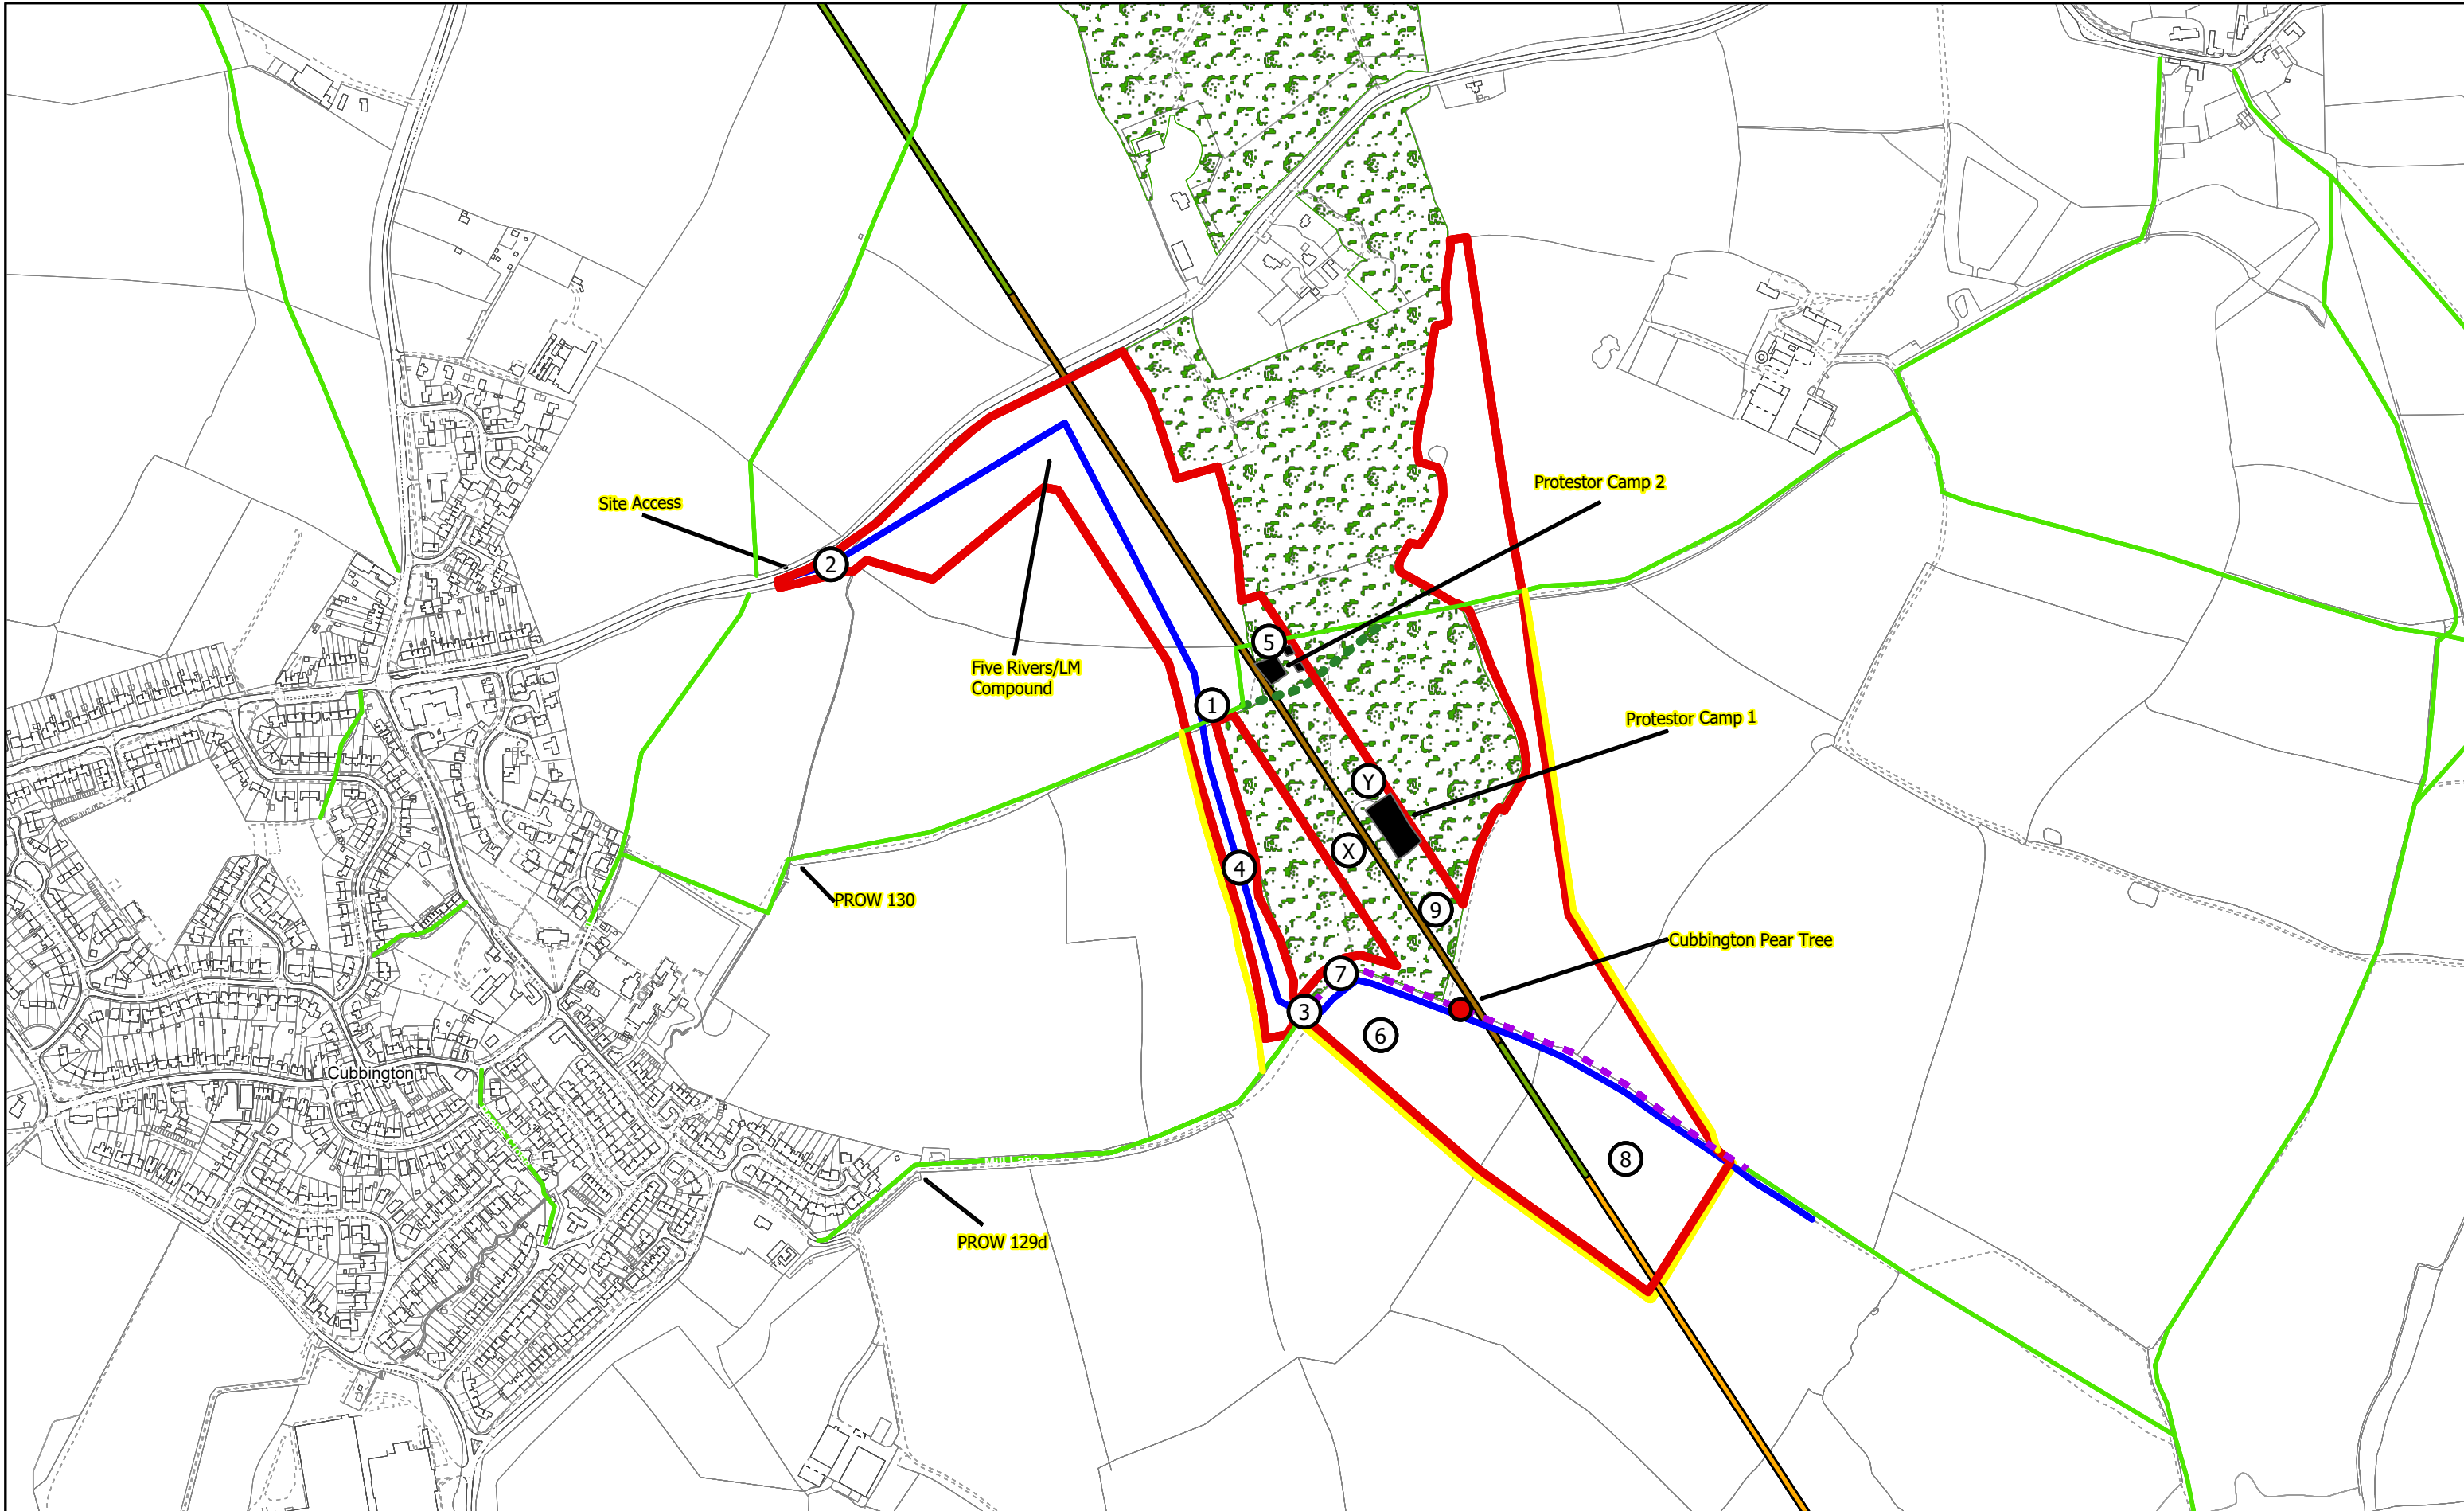 Protestor Camp 2
Site Access
2
5
Five Rivers/LM
Compound
1
Protestor Camp 1
Y
X
4
PROW 130
9
Cubbington Pear Tree
7
3
6
Cubbington
8
PROW 129d